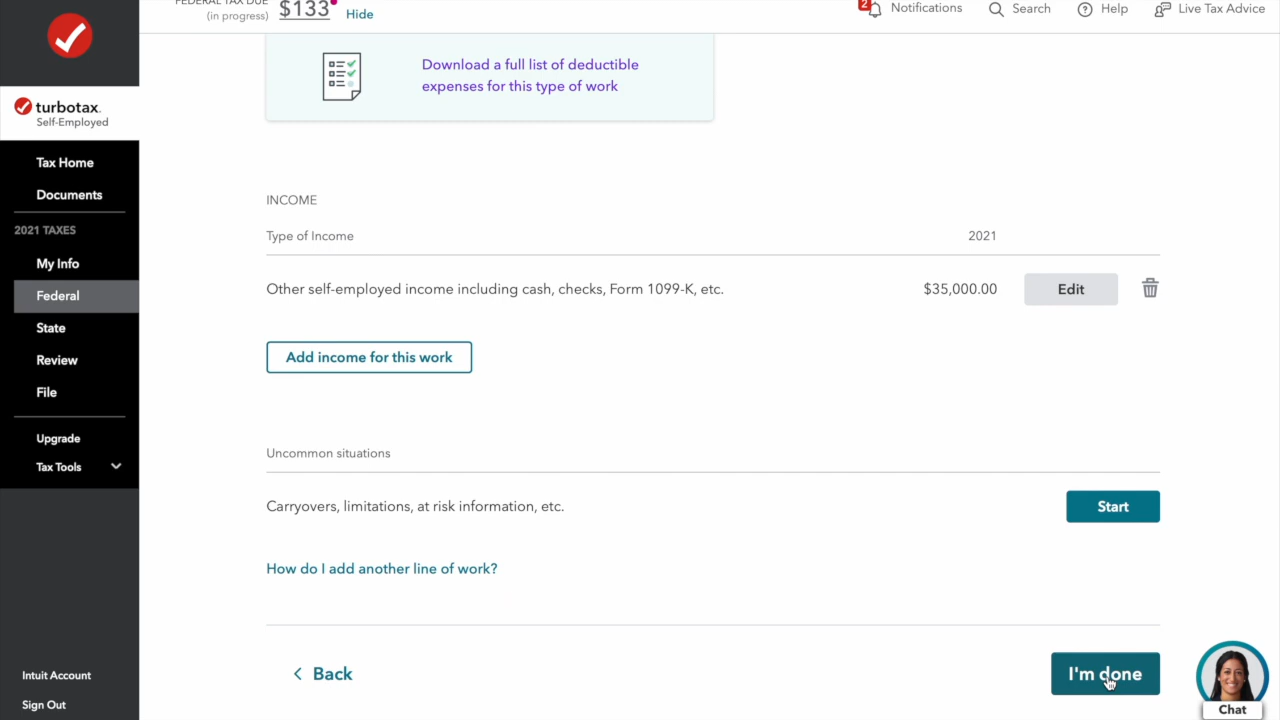 FEDERAL TAX DUE
(in progress)
$133
Hide
2
Notifications
Search
Help
Live Tax Advice
turbotax.
Self-Employed
Tax Home
Documents
2021 TAXES
My Info
Federal
State
Review
File
Upgrade
Tax Tools
Intuit Account
Sign Out
Download a full list of deductible
expenses for this type of work
INCOME
Type of Income 2021
Other self-employed income including cash, checks, Form 1099-K, etc. $35,000.00 Edit
Add income for this work
Uncommon situations
Carryovers, limitations, at risk information, etc. Start
How do I add another line of work?
Back
I'm done
Chat